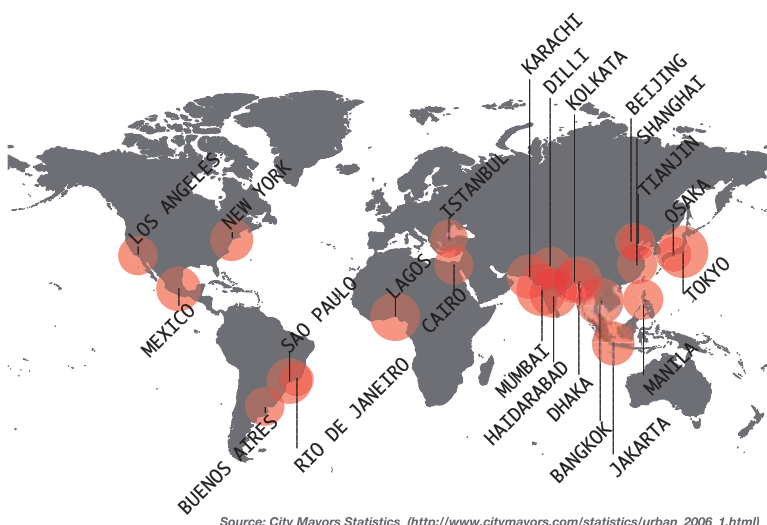 KARACHI
DILLI
KOLKATA
BEIJING
SHANGHAI
TIANJIN
OSAKA
TOKYO
ISTANBUL
LOS ANGELES
NEW YORK
LAGOS
CAIRO
SAO PAULO
MEXICO
MUMBAI
HAIDARABAD
DHAKA
MANILA
BANGKOK
JAKARTA
RIO DE JANEIRO
BUENOS AIRES
Source: City Mayors Statistics (http://www.citymayors.com/statistics/urban_2006_1.html)